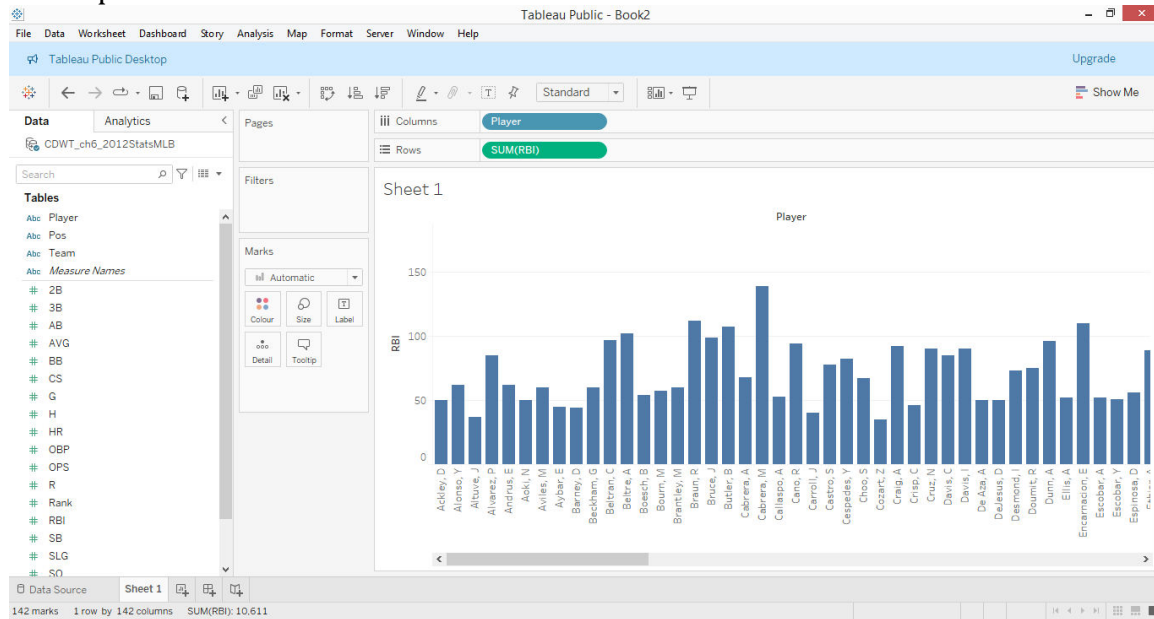 Tableau Public - Book2
File Data Worksheet Dashboard Story Analysis Map Format Server Window Help
Tableau Public Desktop
Upgrade
Standard
Show Me
Data Analytics
CDWT_ch6_2012StatsMLB
Search
Tables
Abc Player
Abc Pos
Abc Team
Abc Measure Names
# 2B
# 3B
# AB
# AVG
# BB
# CS
# G
# H
# HR
# OBP
# OPS
# R
# Rank
# RBI
# SB
# SLG
# SO
Pages
Filters
Marks
Automatic
Colour Size Label
Detail Tooltip
Columns Player
Rows SUM(RBI)
Sheet 1
Player
150
100
50
0
RBI
Ackley, D
Alonso, Y
Altuve, J
Alvarez, P
Andrus, E
Aoki, N
Aviles, M
Aybar, E
Barney, D
Beckham, G
Beltran, C
Beltre, A
Boesch, B
Bourn, M
Brantley, M
Braun, R
Bruce, J
Butler, B
Cabrera, A
Cabrera, M
Callaspo, A
Cano, R
Carroll, J
Castro, S
Cespedes, Y
Choo, S
Cozart, Z
Craig, A
Crisp, C
Cruz, N
Davis, C
Davis, I
De Aza, A
DeJesus, D
Desmond, I
Doumit, R
Dunn, A
Ellis, A
Encarnacion, E
Escobar, A
Escobar, Y
Espinosa, D
Data Source Sheet 1
142 marks 1 row by 142 columns SUM(RBI): 10,611